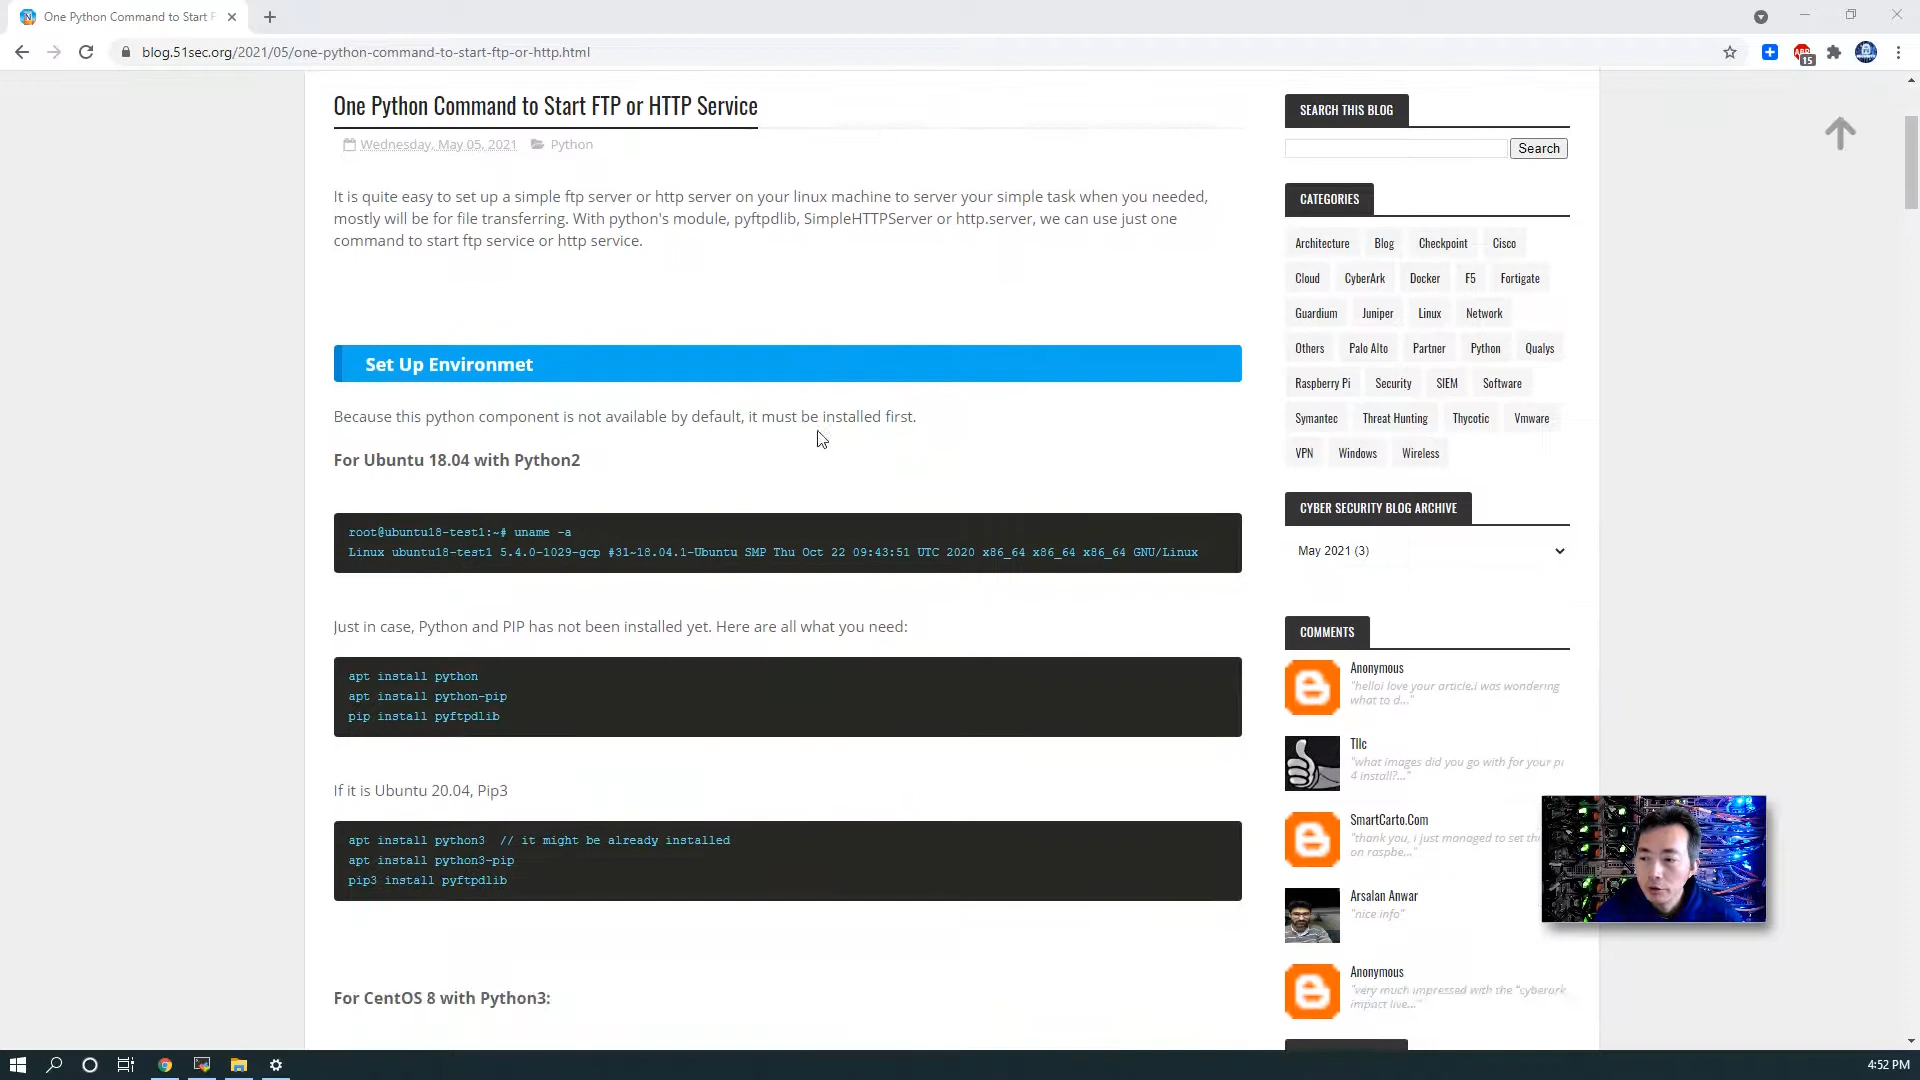 One Python Command to Start F
blog.51sec.org/2021/05/one-python-command-to-start-ftp-or-http.html
15
One Python Command to Start FTP or HTTP Service
Wednesday, May 05, 2021 Python
It is quite easy to set up a simple ftp server or http server on your linux machine to server your simple task when you needed,
mostly will be for file transferring. With python's module, pyftpdlib, SimpleHTTPServer or http.server, we can use just one
command to start ftp service or http service.
Set Up Environmet
Because this python component is not available by default, it must be installed first.
For Ubuntu 18.04 with Python2
root@ubuntu18-test1:~# uname -a
Linux ubuntu18-test1 5.4.0-1029-gcp #31~18.04.1-Ubuntu SMP Thu Oct 22 09:43:51 UTC 2020 x86_64 x86_64 x86_64 GNU/Linux
Just in case, Python and PIP has not been installed yet. Here are all what you need:
apt install python
apt install python-pip
pip install pyftpdlib
If it is Ubuntu 20.04, Pip3
apt install python3 // it might be already installed
apt install python3-pip
pip3 install pyftpdlib
For CentOS 8 with Python3:
SEARCH THIS BLOG
Search
CATEGORIES
Architecture Blog Checkpoint Cisco
Cloud CyberArk Docker F5 Fortigate
Guardium Juniper Linux Network
Others Palo Alto Partner Python Qualys
Raspberry Pi Security SIEM Software
Symantec Threat Hunting Thycotic Vmware
VPN Windows Wireless
CYBER SECURITY BLOG ARCHIVE
May 2021 (3)
COMMENTS
Anonymous
"helloi love your article.i was wondering
what to d..."
Tllc
"what images did you go with for your pi
4 install?..."
SmartCarto.Com
"thank you, i just managed to set th
on raspbe..."
Arsalan Anwar
"nice info"
Anonymous
"very much impressed with the "cyberark
impact live..."
4:52 PM